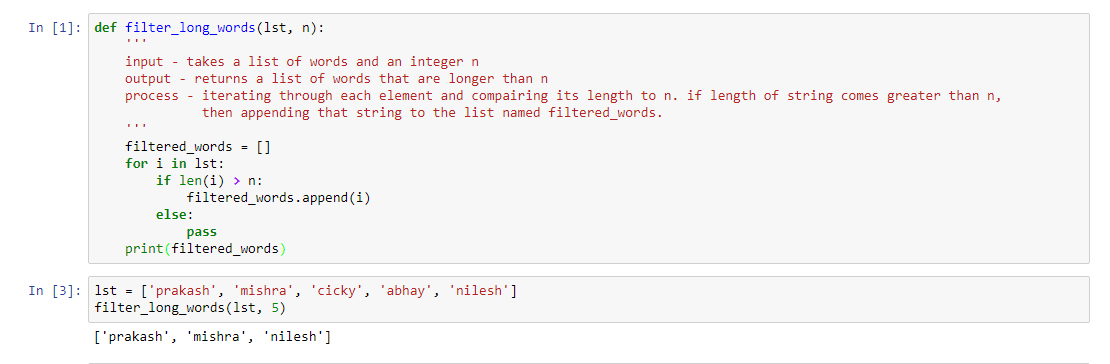 In [1]: def filter_long_words(lst, n):
    '''
    input - takes a list of words and an integer n
    output - returns a list of words that are longer than n
    process - iterating through each element and compairing its length to n. if length of string comes greater than n,
              then appending that string to the list named filtered_words.
    '''
    filtered_words = []
    for i in lst:
        if len(i) > n:
            filtered_words.append(i)
        else:
            pass
    print(filtered_words)
In [3]: lst = ['prakash', 'mishra', 'cicky', 'abhay', 'nilesh']
filter_long_words(lst, 5)
['prakash', 'mishra', 'nilesh']